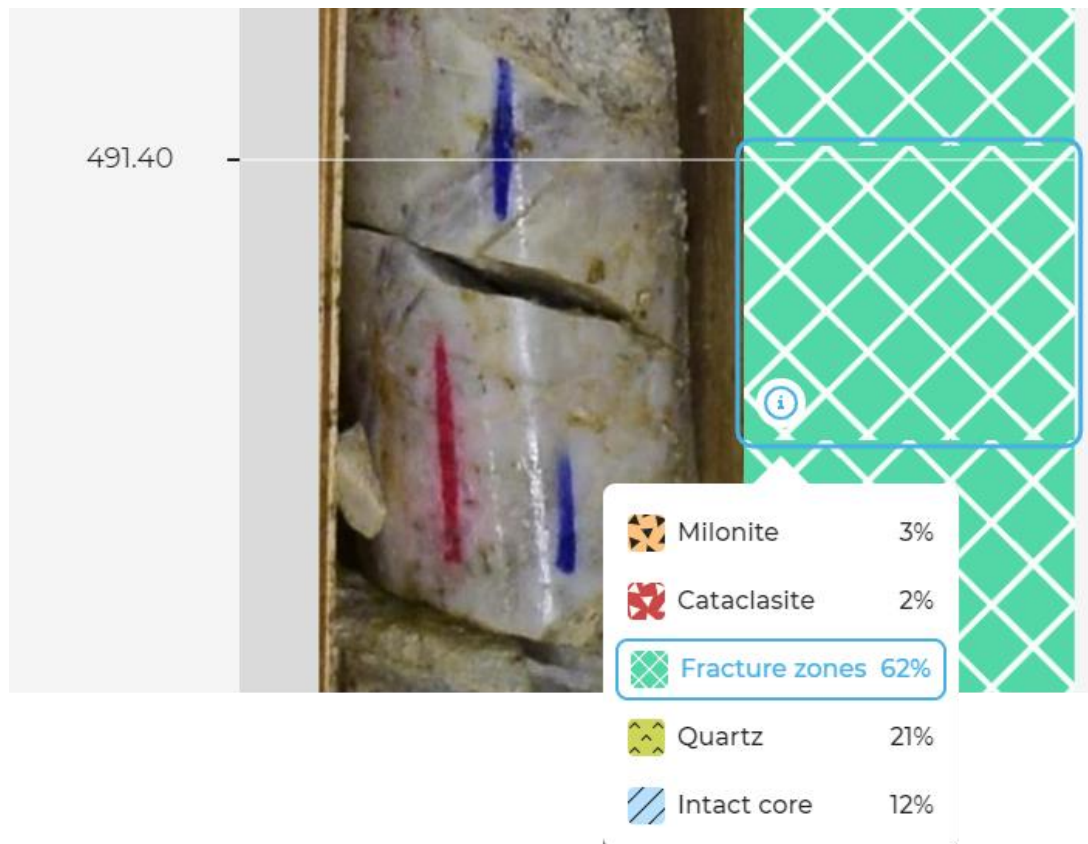 491.40
Milonite 3%
Cataclasite 2%
Fracture zones 62%
Quartz 21%
Intact core 12%